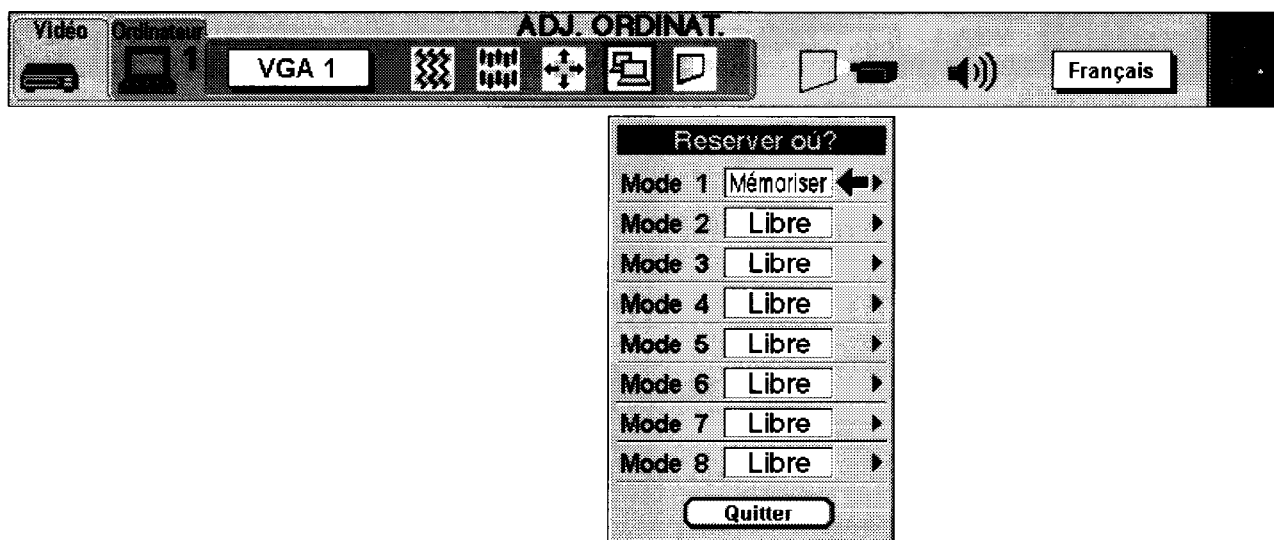 ADJ. ORDINAT.
Vidéo
Ordinateur
1
VGA 1
Français
Reserver oú?
Mode 1 Mémoriser
Mode 2 Libre
Mode 3 Libre
Mode 4 Libre
Mode 5 Libre
Mode 6 Libre
Mode 7 Libre
Mode 8 Libre
Quitter